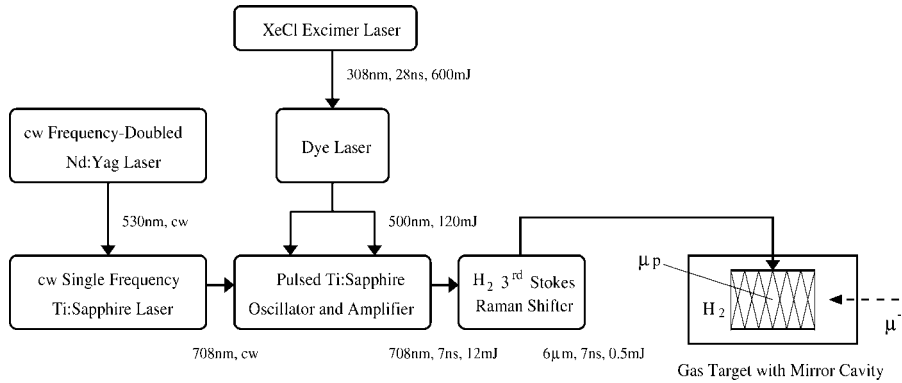 XeCl Excimer Laser
308nm, 28ns, 600mJ
cw Frequency-Doubled
Nd:Yag Laser
Dye Laser
530nm, cw
500nm, 120mJ
cw Single Frequency
Ti:Sapphire Laser
Pulsed Ti:Sapphire
Oscillator and Amplifier
H₂ 3ʳᵈ Stokes
Raman Shifter
μp
H₂
μ⁻
708nm, cw
708nm, 7ns, 12mJ
6μm, 7ns, 0.5mJ
Gas Target with Mirror Cavity